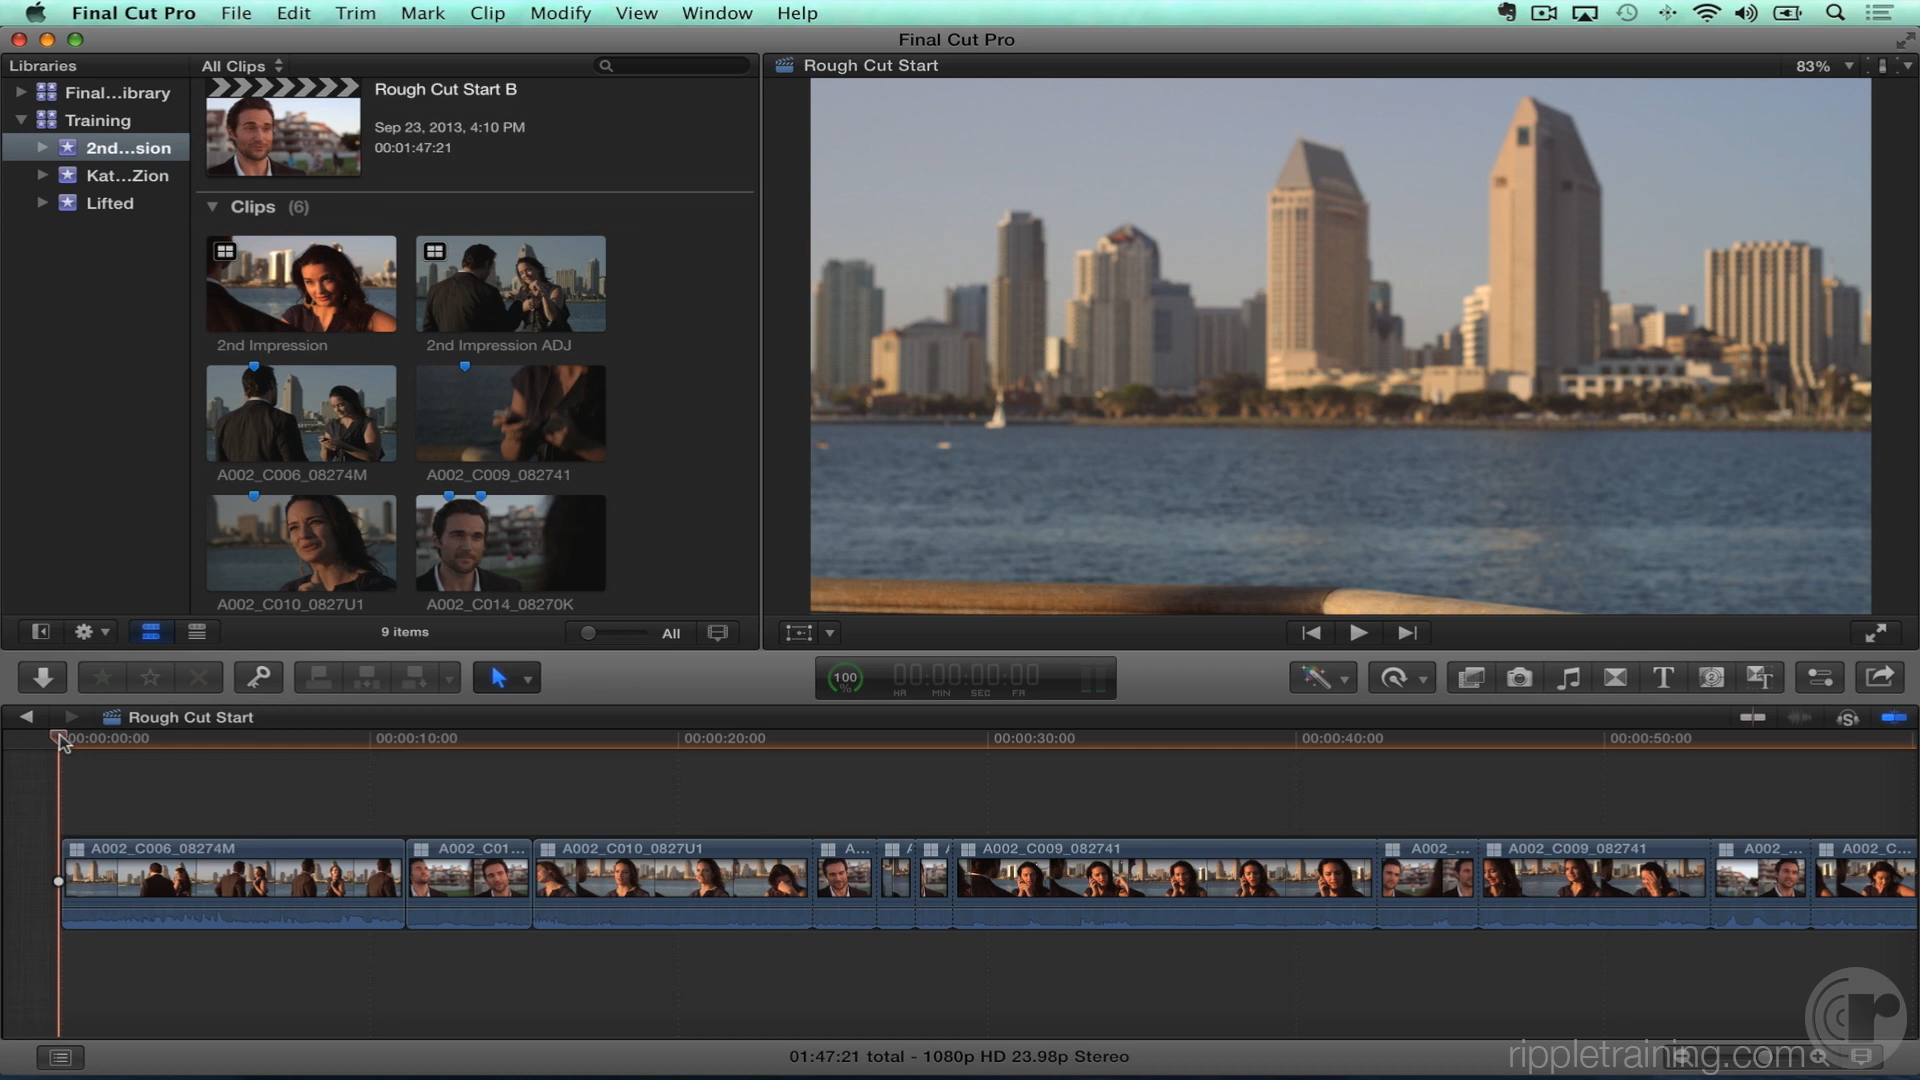 Final Cut Pro File Edit Trim Mark Clip Modify View Window Help
Final Cut Pro
Libraries
All Clips
Rough Cut Start
83%
Final...ibrary
Training
2nd...sion
Kat...Zion
Lifted
Rough Cut Start B
Sep 23, 2013, 4:10 PM
00:01:47:21
Clips (6)
2nd Impression
2nd Impression ADJ
A002_C006_08274M
A002_C009_082741
A002_C010_0827U1
A002_C014_08270K
9 items
All
100 %
00:00:00:00
HR MIN SEC FR
Rough Cut Start
00:00:00:00 00:00:10:00 00:00:20:00 00:00:30:00 00:00:40:00 00:00:50:00
A002_C006_08274M A002_C01... A002_C010_0827U1 A... A002_C009_082741 A002_... A002_C009_082741 A002_... A002_C...
01:47:21 total - 1080p HD 23.98p Stereo
rippletraining.com